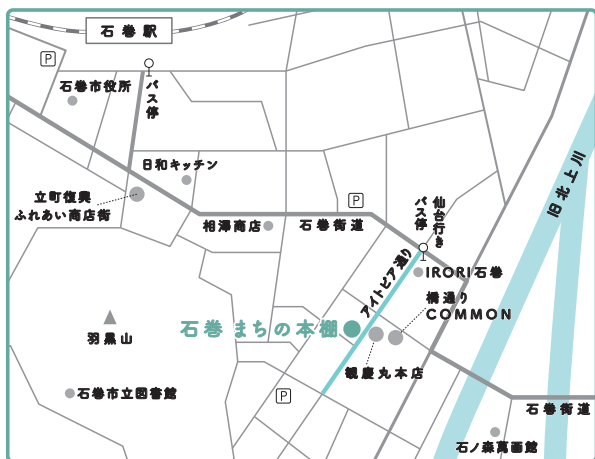 石巻駅
P
石巻市役所
バス停
日和キッチン
立町復興
ふれあい商店街
P
相澤商店
石巻街道
仙台行き
バス停
アイトピア通り
IRORI石巻
橋通り
COMMON
旧北上川
石巻 まちの本棚
羽黒山
観慶丸本店
石巻市立図書館
P
石巻街道
石ノ森萬画館